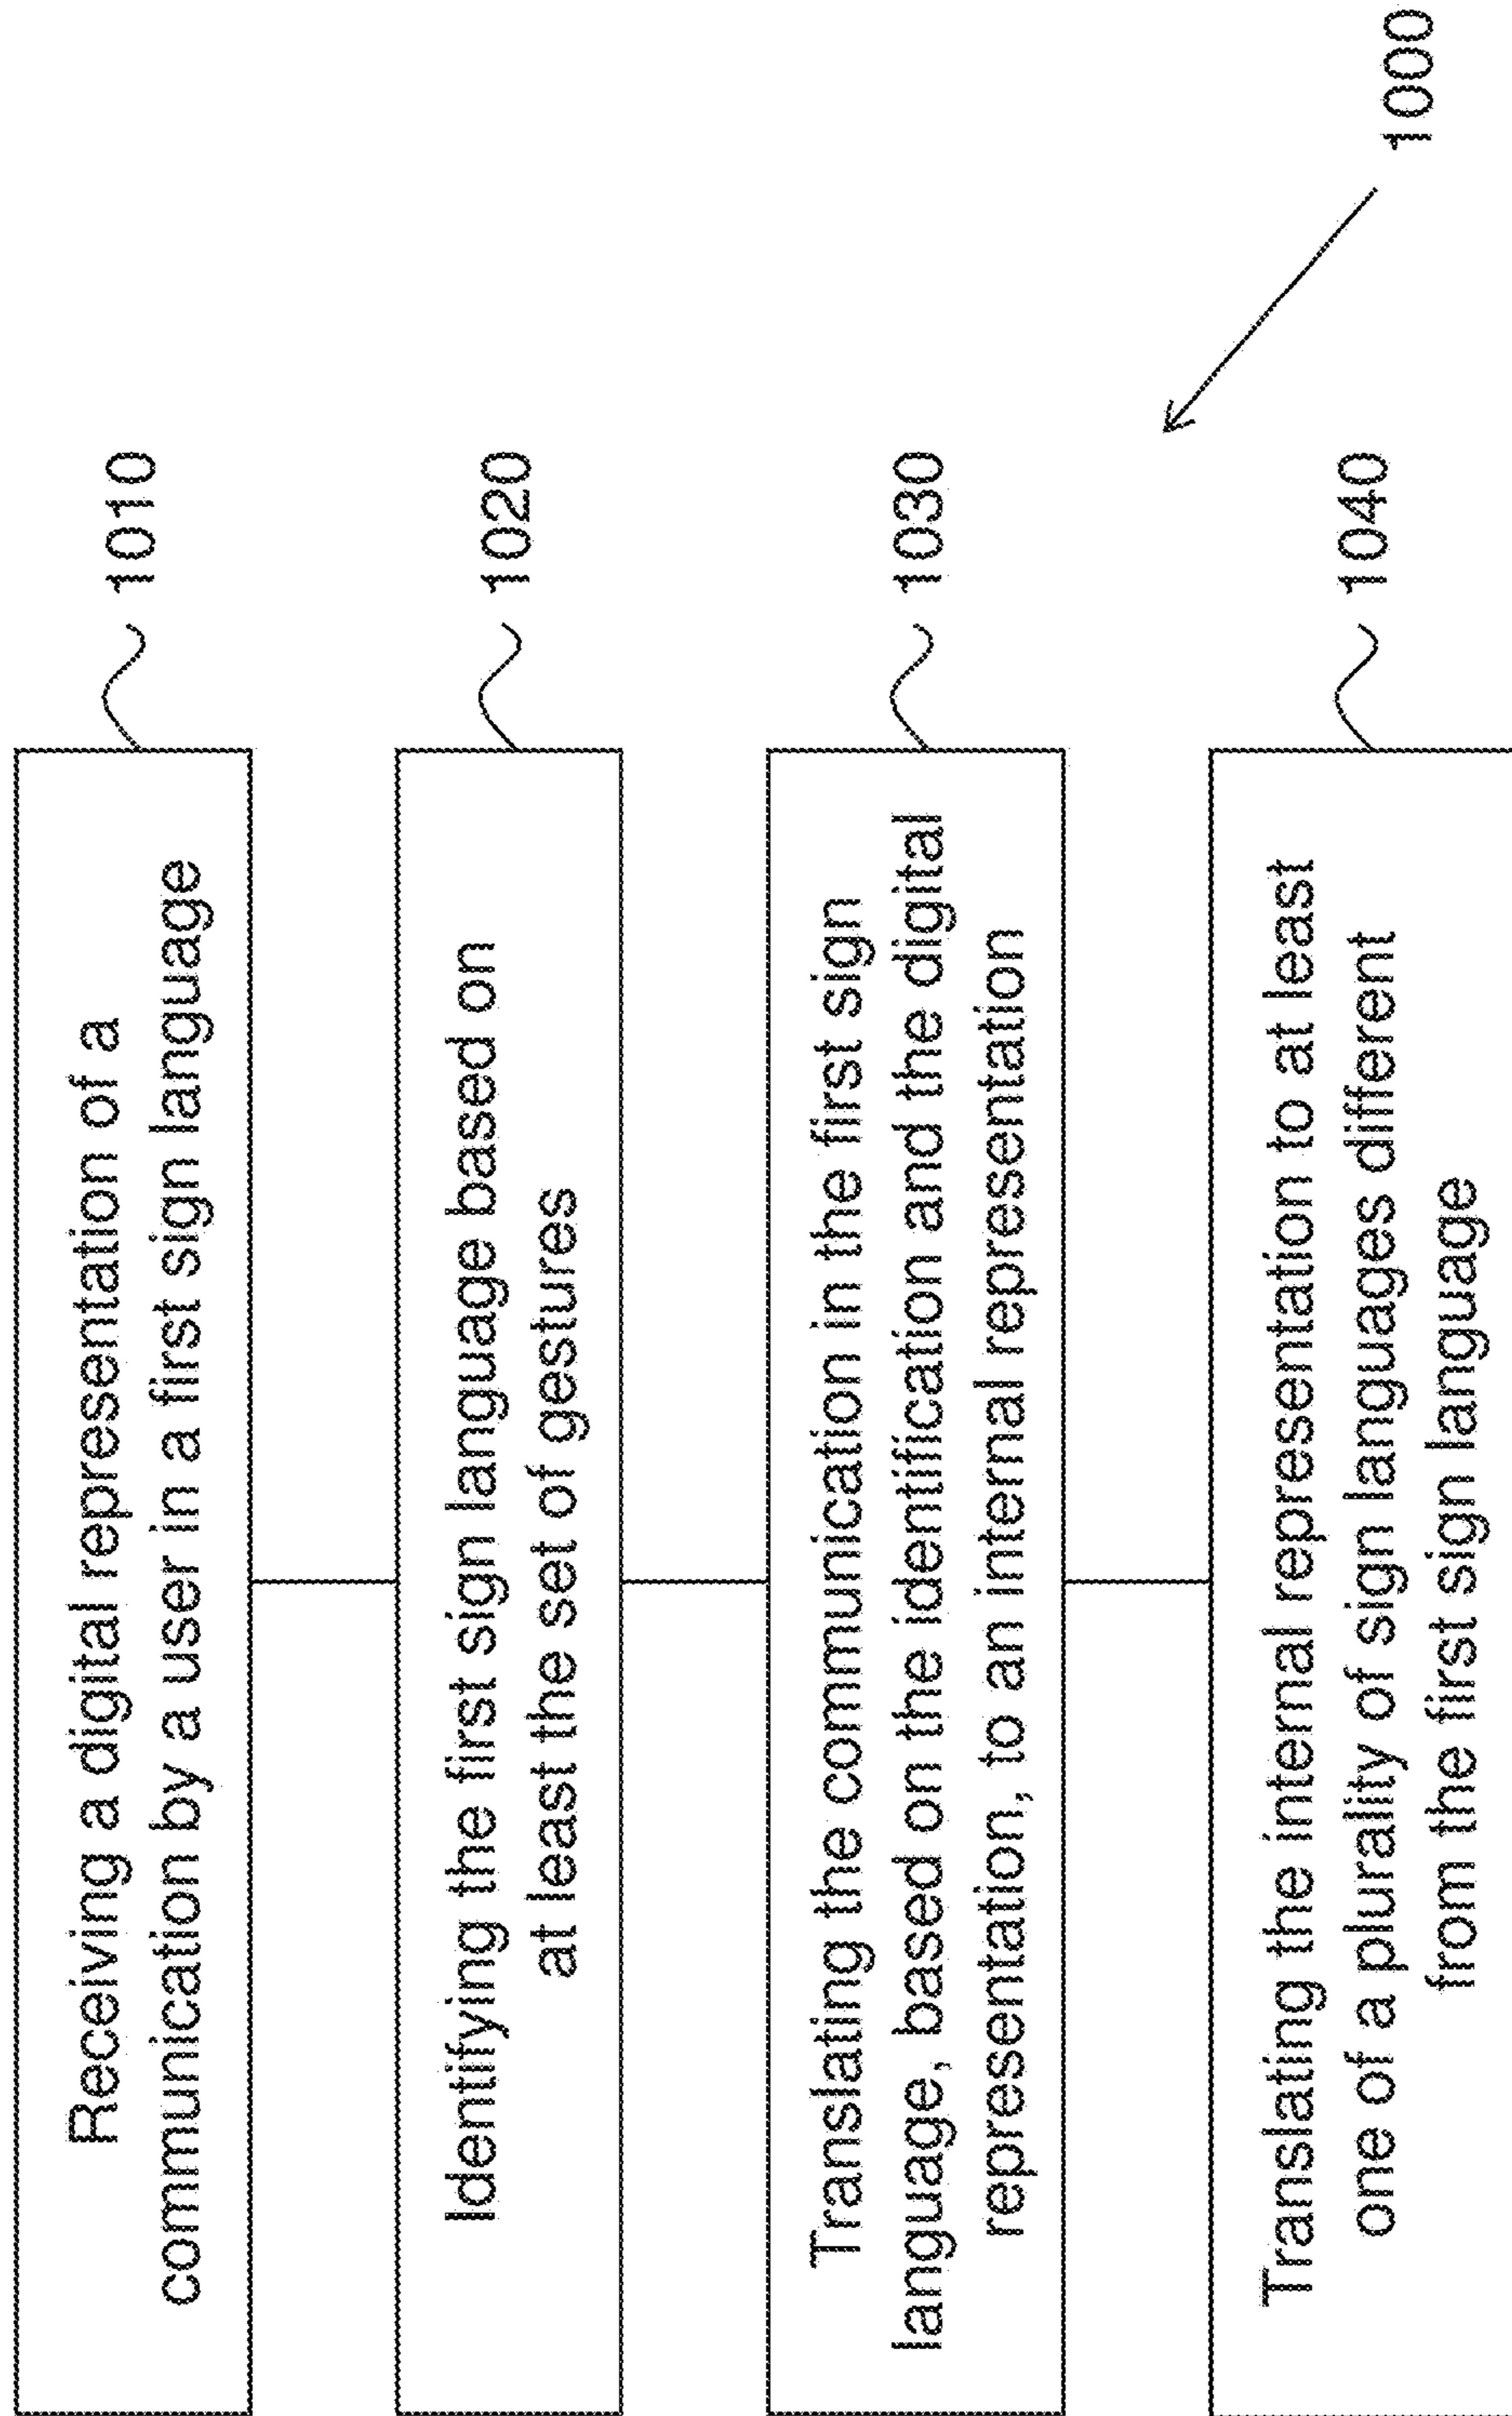 Receiving a digital representation of a
communication by a user in a first sign language
1010
Identifying the first sign language based on
at least the set of gestures
1020
Translating the communication in the first sign
language, based on the identification and the digital
representation, to an internal representation
1030
Translating the internal representation to at least
one of a plurality of sign languages different
from the first sign language
1040
1000